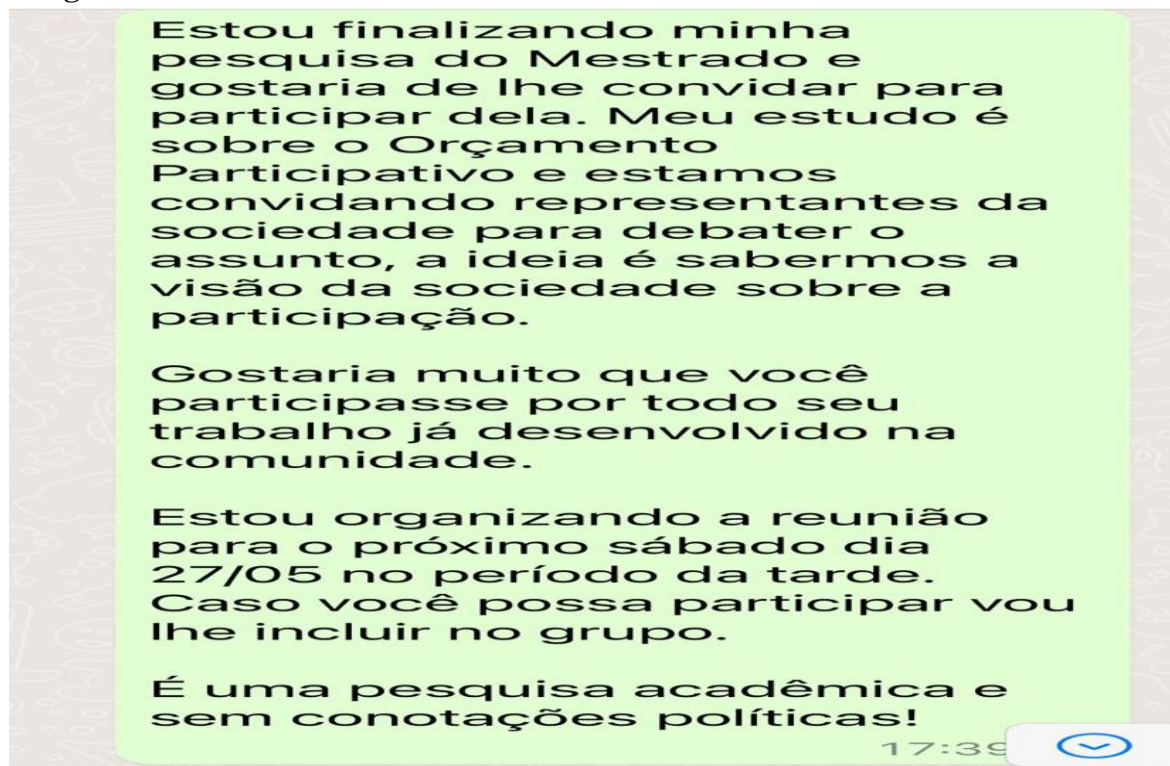 Estou finalizando minha
pesquisa do Mestrado e
gostaria de lhe convidar para
participar dela. Meu estudo é
sobre o Orçamento
Participativo e estamos
convidando representantes da
sociedade para debater o
assunto, a ideia é sabermos a
visão da sociedade sobre a
participação.
Gostaria muito que você
participasse por todo seu
trabalho já desenvolvido na
comunidade.
Estou organizando a reunião
para o próximo sábado dia
27/05 no período da tarde.
Caso você possa participar vou
lhe incluir no grupo.
É uma pesquisa acadêmica e
sem conotações políticas!
17:39